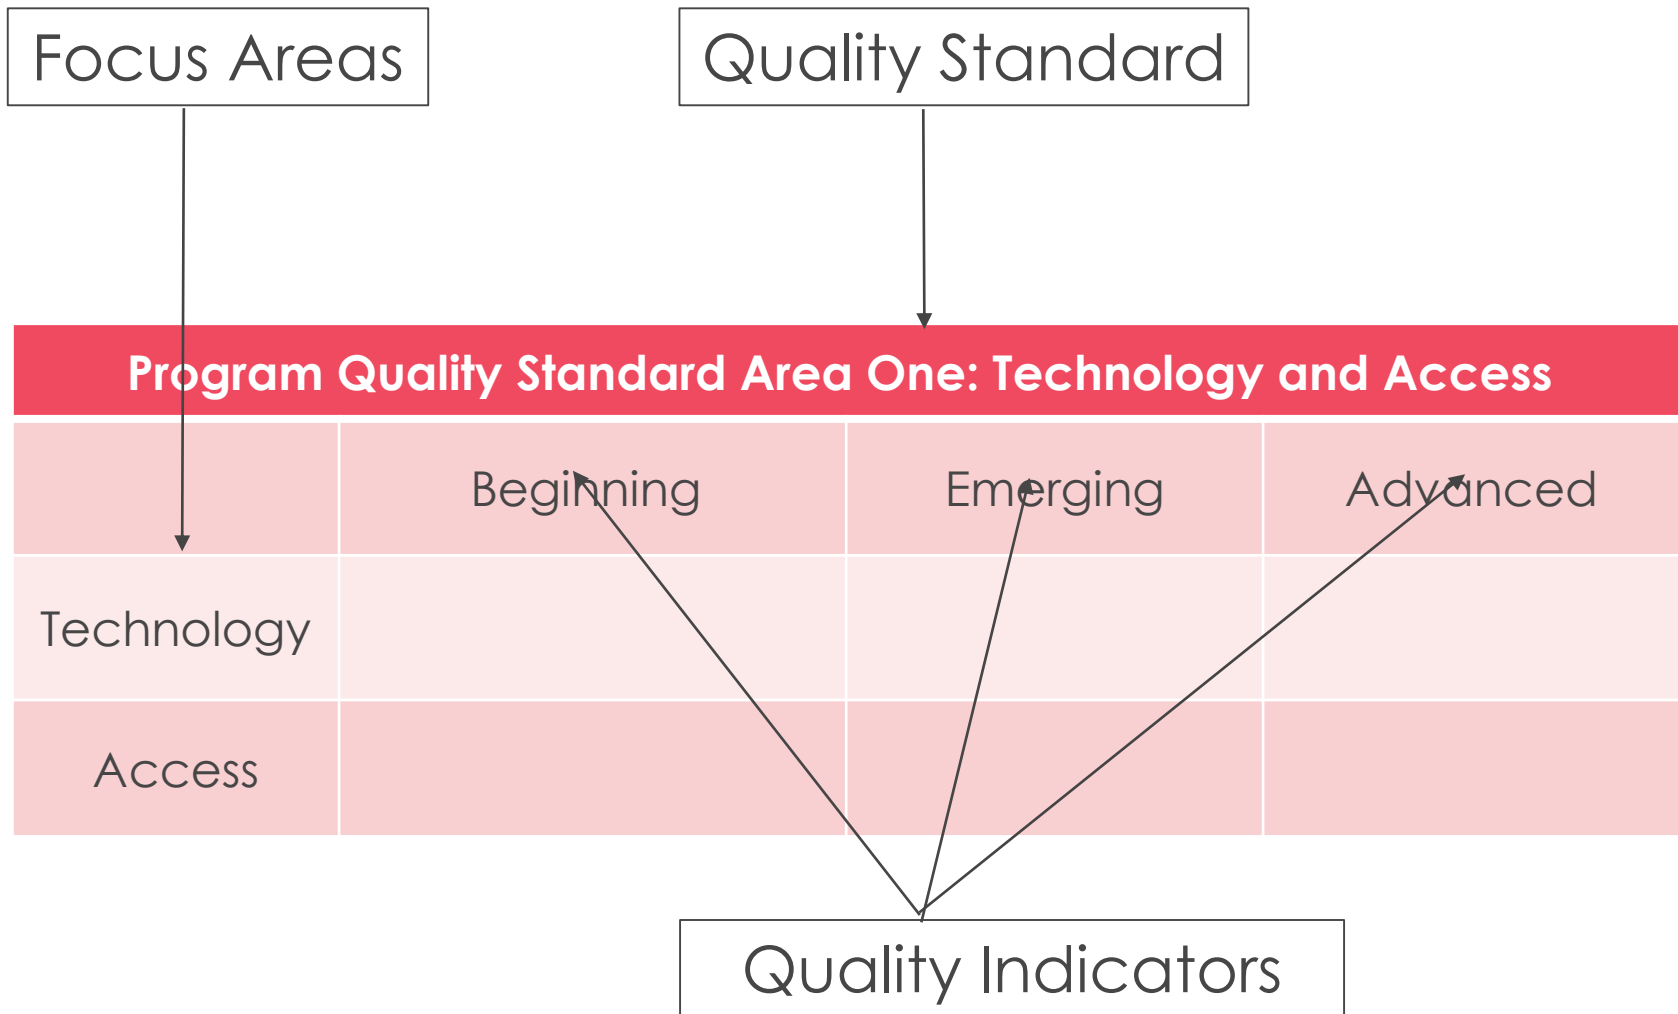 Focus Areas
Quality Standard
Program Quality Standard Area One: Technology and Access
Beginning
Emerging
Advanced
Technology
Access
Quality Indicators